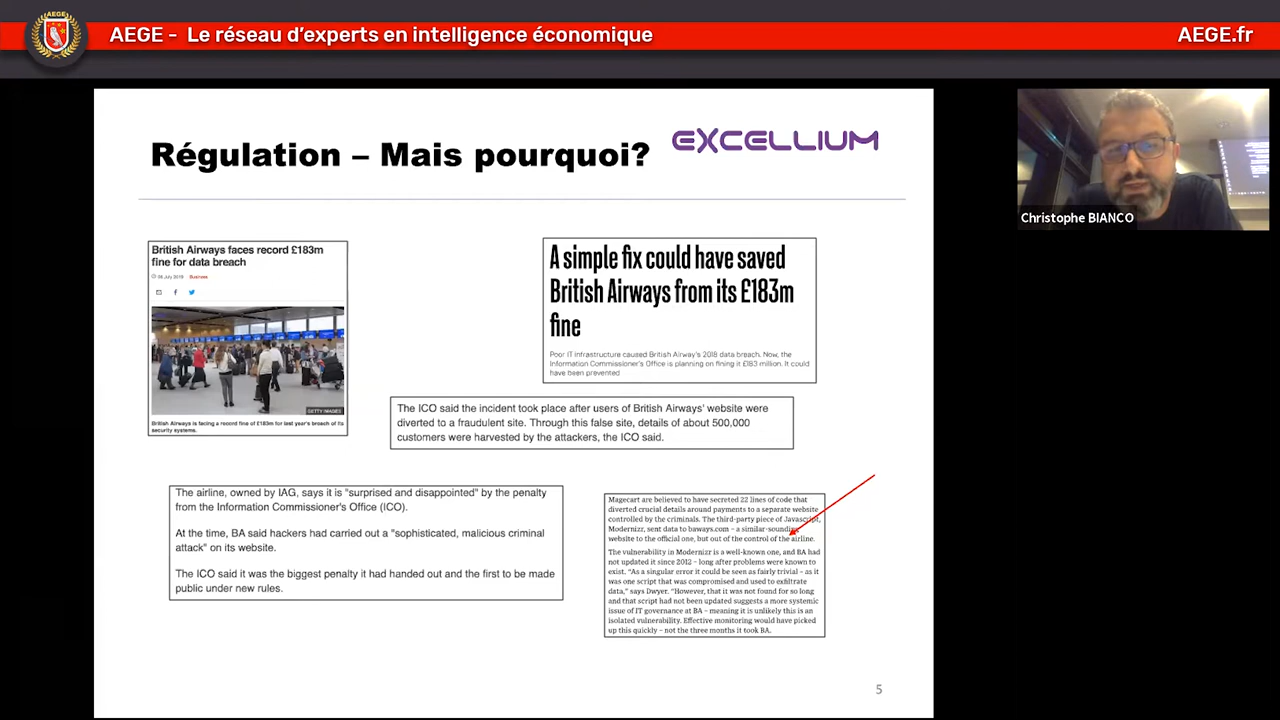 AEGE
AEGE - Le réseau d'experts en intelligence économique
AEGE.fr
Régulation – Mais pourquoi?
EXCELLIUM
Christophe BIANCO
British Airways faces record £183m
fine for data breach
08 July 2019 Business
GETTY IMAGES
British Airways is facing a record fine of £183m for last year's breach of its
security systems.
A simple fix could have saved
British Airways from its £183m
fine
Poor IT infrastructure caused British Airway's 2018 data breach. Now, the
Information Commissioner's Office is planning on fining it £183 million. It could
have been prevented
The ICO said the incident took place after users of British Airways' website were
diverted to a fraudulent site. Through this false site, details of about 500,000
customers were harvested by the attackers, the ICO said.
The airline, owned by IAG, says it is "surprised and disappointed" by the penalty
from the Information Commissioner's Office (ICO).
At the time, BA said hackers had carried out a "sophisticated, malicious criminal
attack" on its website.
The ICO said it was the biggest penalty it had handed out and the first to be made
public under new rules.
Magecart are believed to have secreted 22 lines of code that
diverted crucial details around payments to a separate website
controlled by the criminals. The third-party piece of Javascript,
Modernizr, sent data to baways.com – a similar-sounding
website to the official one, but out of the control of the airline.
The vulnerability in Modernizr is a well-known one, and BA had
not updated it since 2012 – long after problems were known to
exist. "As a singular error it could be seen as fairly trivial – as it
was one script that was compromised and used to exfiltrate
data," says Dwyer. "However, that it was not found for so long
and that script had not been updated suggests a more systemic
issue of IT governance at BA – meaning it is unlikely this is an
isolated vulnerability. Effective monitoring would have picked
up this quickly – not the three months it took BA.
5